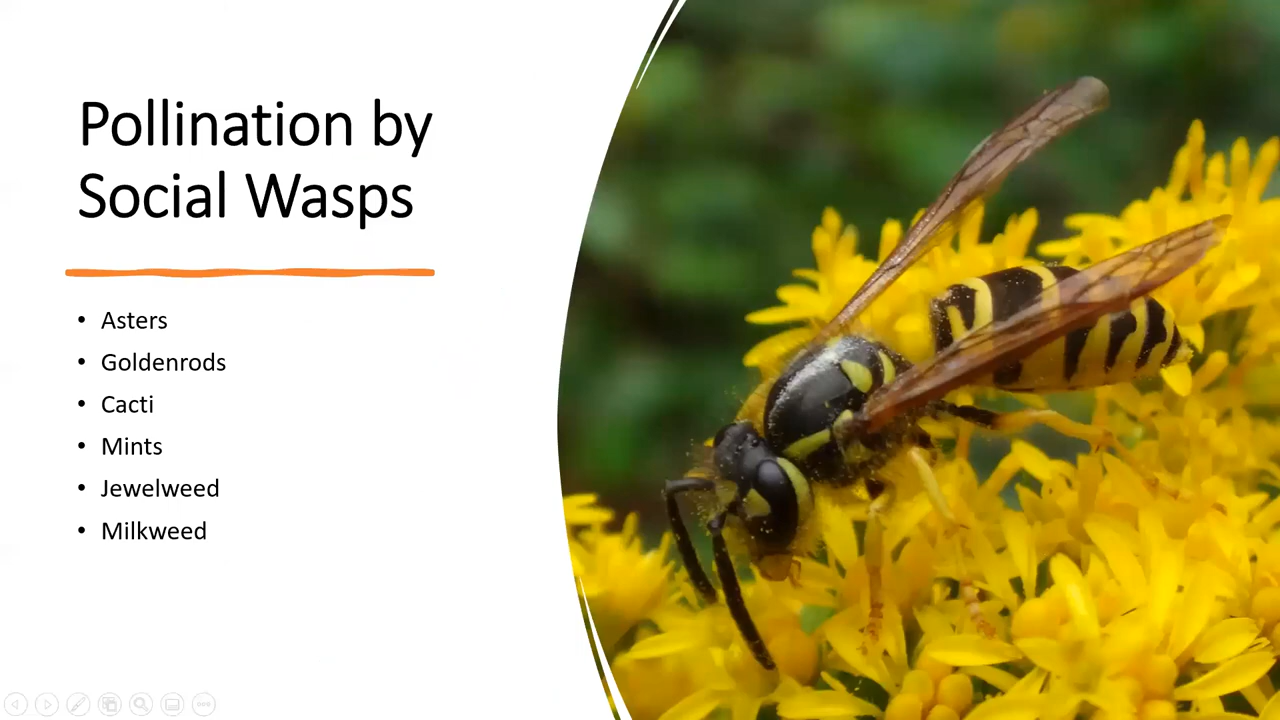 Pollination by
Social Wasps
• Asters
• Goldenrods
• Cacti
• Mints
• Jewelweed
• Milkweed